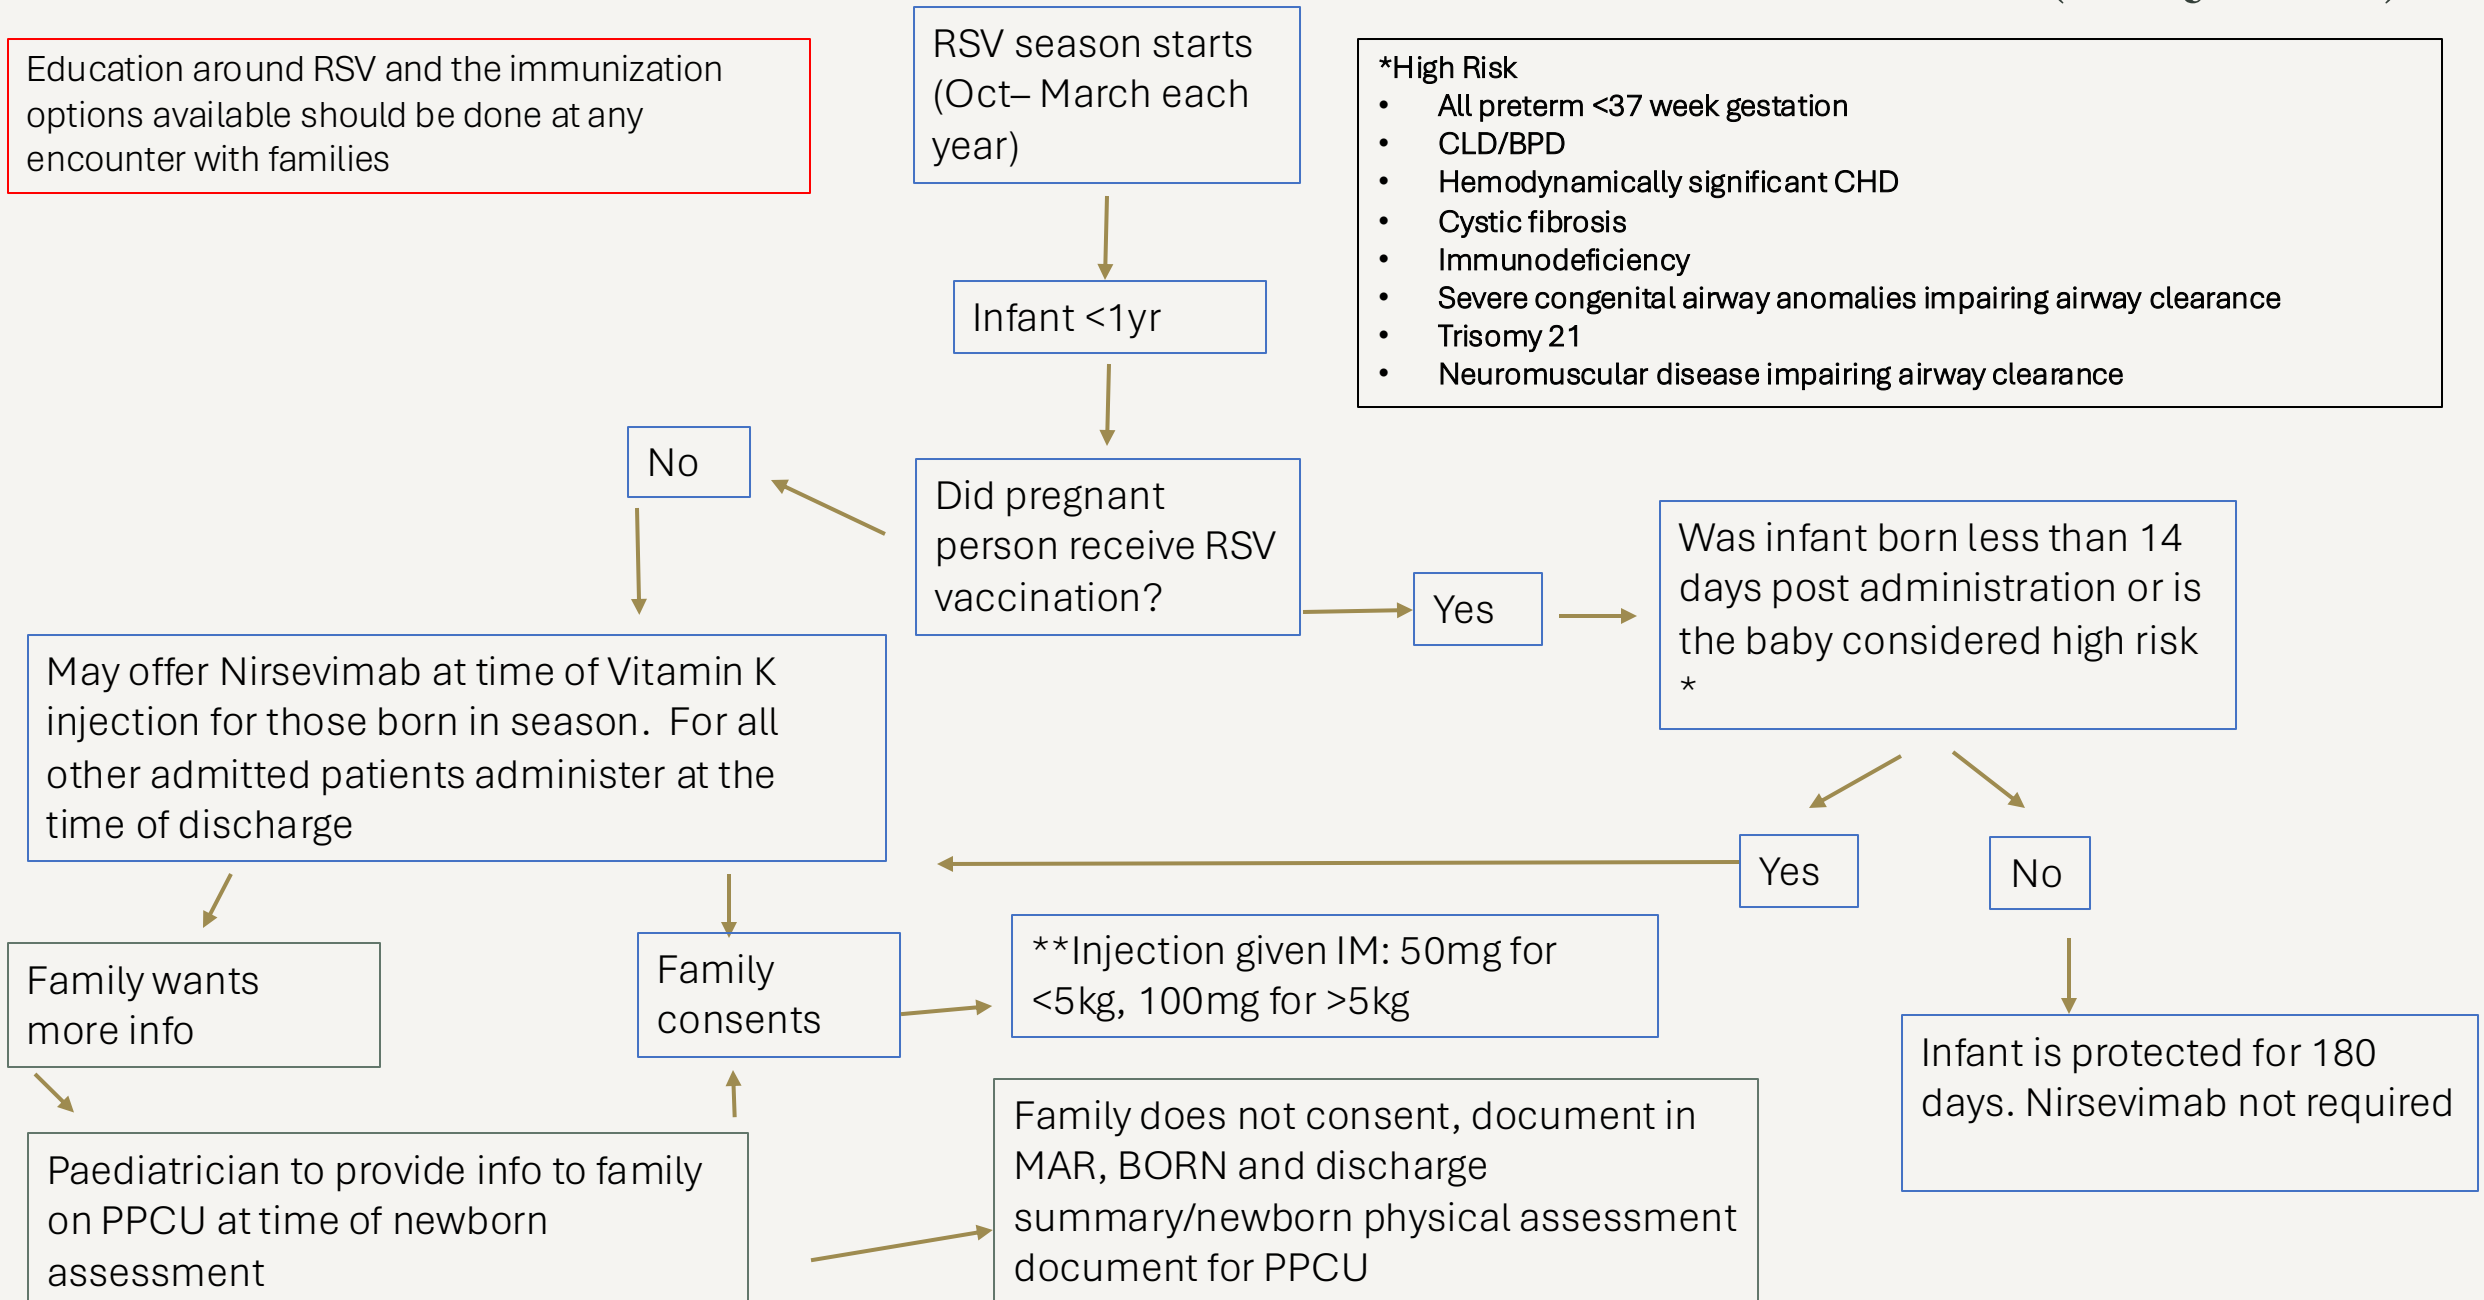 Education around RSV and the immunization
options available should be done at any
encounter with families
RSV season starts
(Oct– March each
year)
*High Risk
• All preterm <37 week gestation
• CLD/BPD
• Hemodynamically significant CHD
• Cystic fibrosis
• Immunodeficiency
• Severe congenital airway anomalies impairing airway clearance
• Trisomy 21
• Neuromuscular disease impairing airway clearance
Infant <1yr
No
Did pregnant
person receive RSV
vaccination?
Yes
Was infant born less than 14
days post administration or is
the baby considered high risk
*
May offer Nirsevimab at time of Vitamin K
injection for those born in season. For all
other admitted patients administer at the
time of discharge
Yes
No
Family wants
more info
Family
consents
**Injection given IM: 50mg for
<5kg, 100mg for >5kg
Infant is protected for 180
days. Nirsevimab not required
Paediatrician to provide info to family
on PPCU at time of newborn
assessment
Family does not consent, document in
MAR, BORN and discharge
summary/newborn physical assessment
document for PPCU